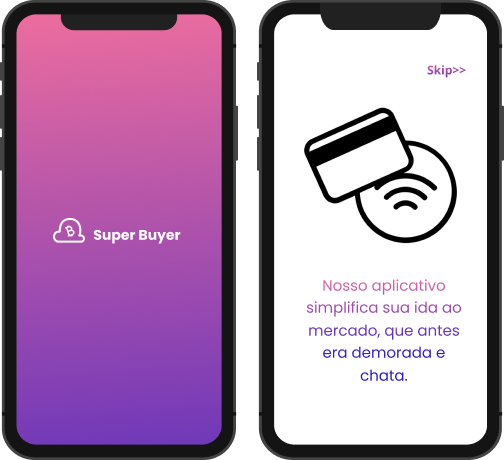 Super Buyer
Skip>>
Nosso aplicativo
simplifica sua ida ao
mercado, que antes
era demorada e
chata.